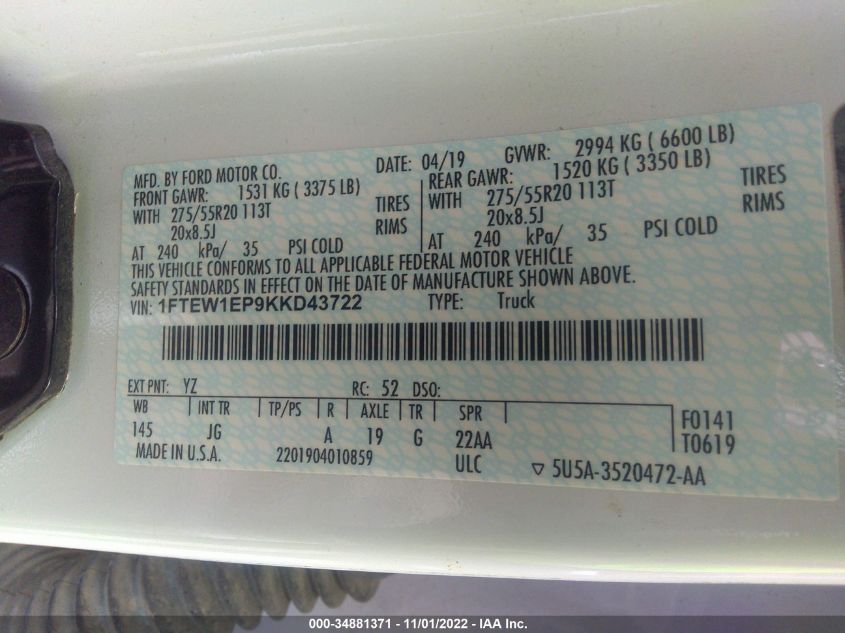 MFD. BY FORD MOTOR CO. DATE: 04/19 GVWR: 2994 KG ( 6600 LB)
FRONT GAWR: 1531 KG ( 3375 LB) REAR GAWR: 1520 KG ( 3350 LB)
WITH 275/55R20 113T TIRES WITH 275/55R20 113T TIRES
20x8.5J RIMS 20x8.5J RIMS
AT 240 kPa/ 35 PSI COLD AT 240 kPa/ 35 PSI COLD
THIS VEHICLE CONFORMS TO ALL APPLICABLE FEDERAL MOTOR VEHICLE
SAFETY STANDARDS IN EFFECT ON THE DATE OF MANUFACTURE SHOWN ABOVE.
VIN: 1FTEW1EP9KKD43722 TYPE: Truck
EXT PNT: YZ RC: 52 DSO:
WB INT TR TP/PS R AXLE TR SPR F0141
145 JG A 19 G 22AA T0619
MADE IN U.S.A. 2201904010859 ULC 5U5A-3520472-AA
000-34881371 - 11/01/2022 - IAA Inc.